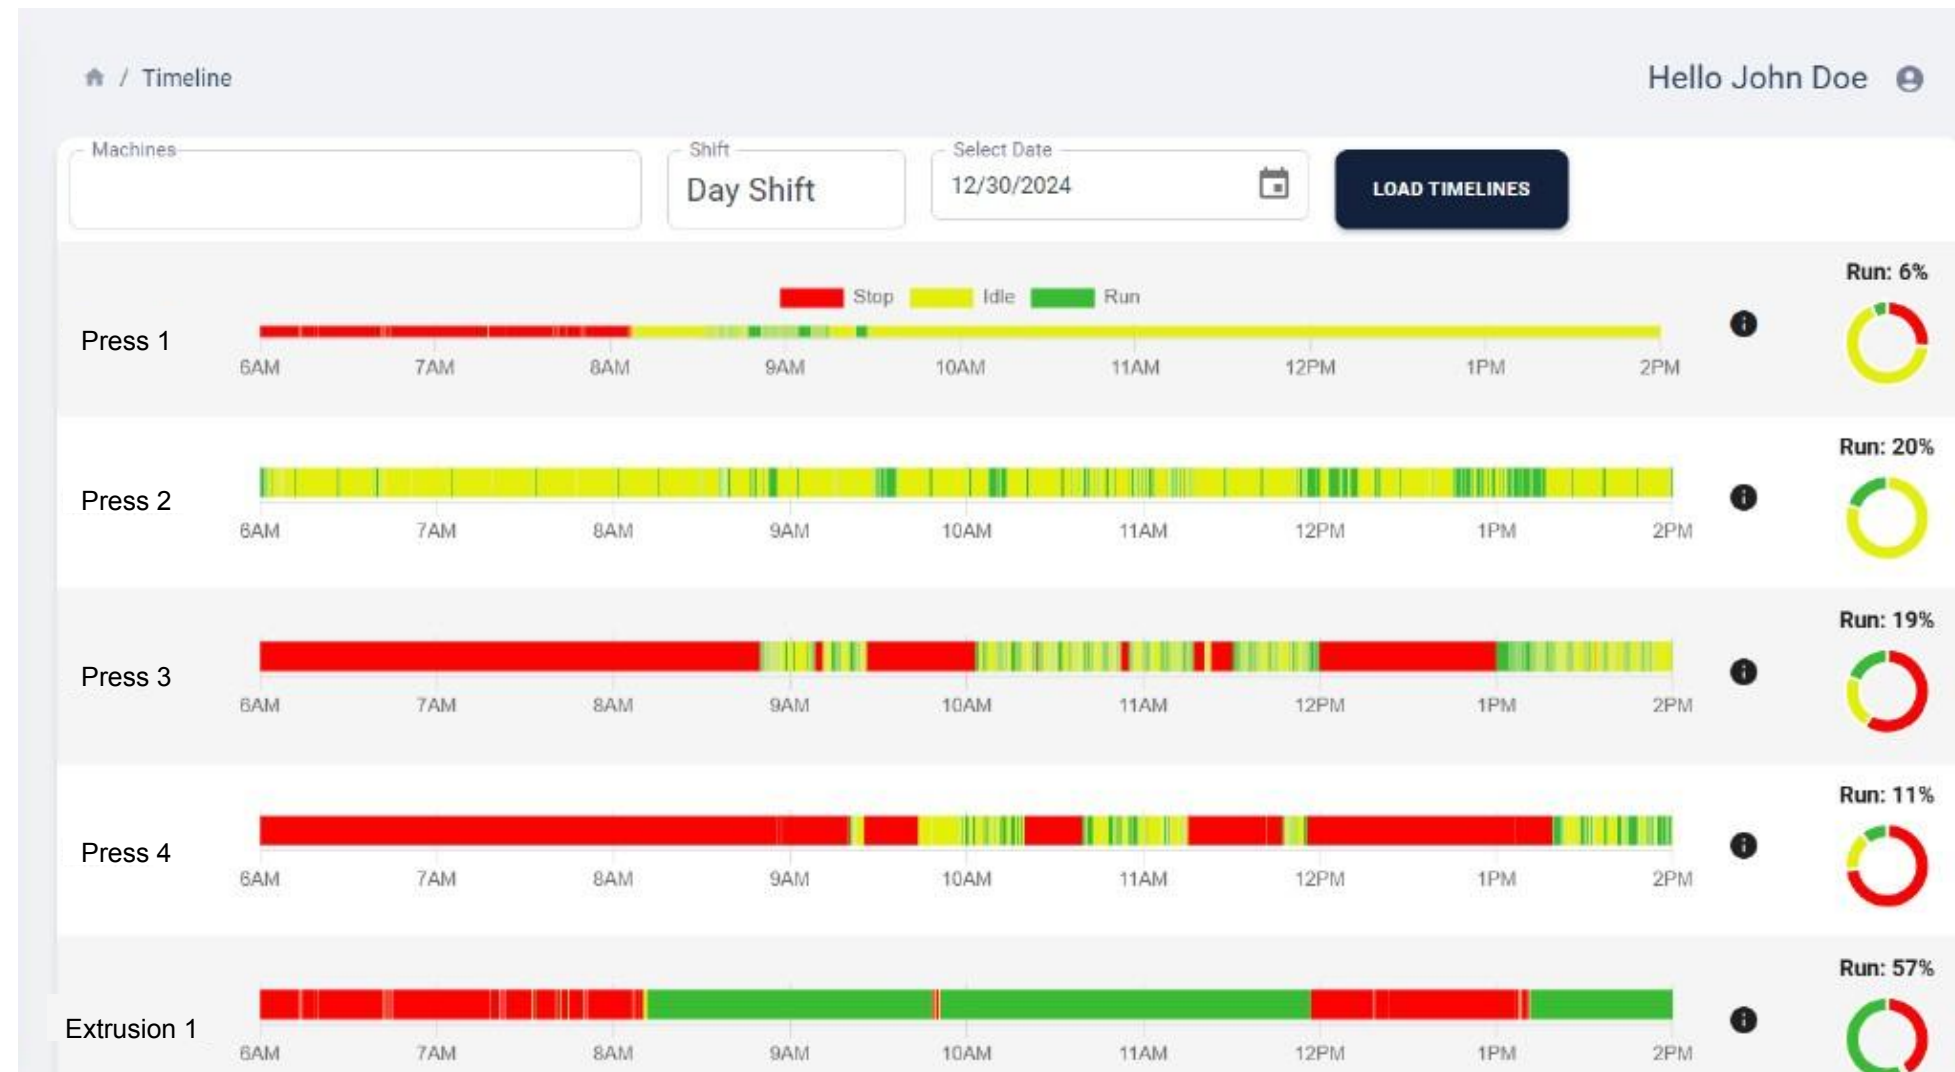 / Timeline
Hello John Doe
Machines
Shift
Day Shift
Select Date
12/30/2024
LOAD TIMELINES
Stop Idle Run
Press 1
6AM 7AM 8AM 9AM 10AM 11AM 12PM 1PM 2PM
Run: 6%
Press 2
6AM 7AM 8AM 9AM 10AM 11AM 12PM 1PM 2PM
Run: 20%
Press 3
6AM 7AM 8AM 9AM 10AM 11AM 12PM 1PM 2PM
Run: 19%
Press 4
6AM 7AM 8AM 9AM 10AM 11AM 12PM 1PM 2PM
Run: 11%
Extrusion 1
6AM 7AM 8AM 9AM 10AM 11AM 12PM 1PM 2PM
Run: 57%